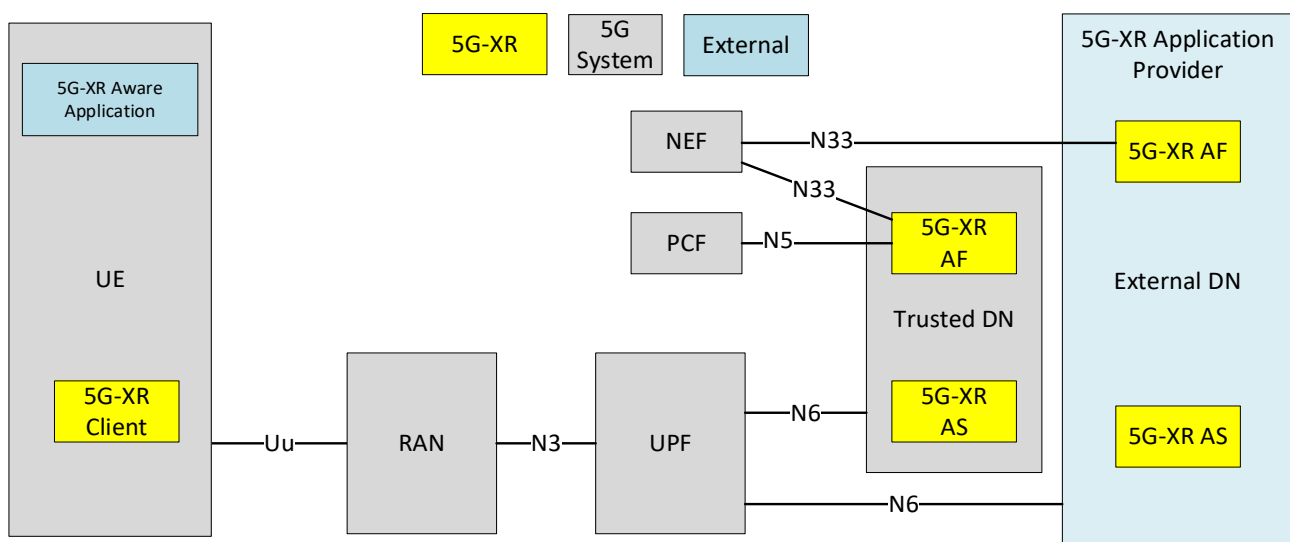 5G-XR
5G
System
External
5G-XR Application
Provider
5G-XR Aware
Application
NEF
N33
5G-XR AF
N33
PCF
N5
5G-XR
AF
UE
External DN
Trusted DN
5G-XR
Client
5G-XR
AS
N6
5G-XR AS
Uu
RAN
N3
UPF
N6